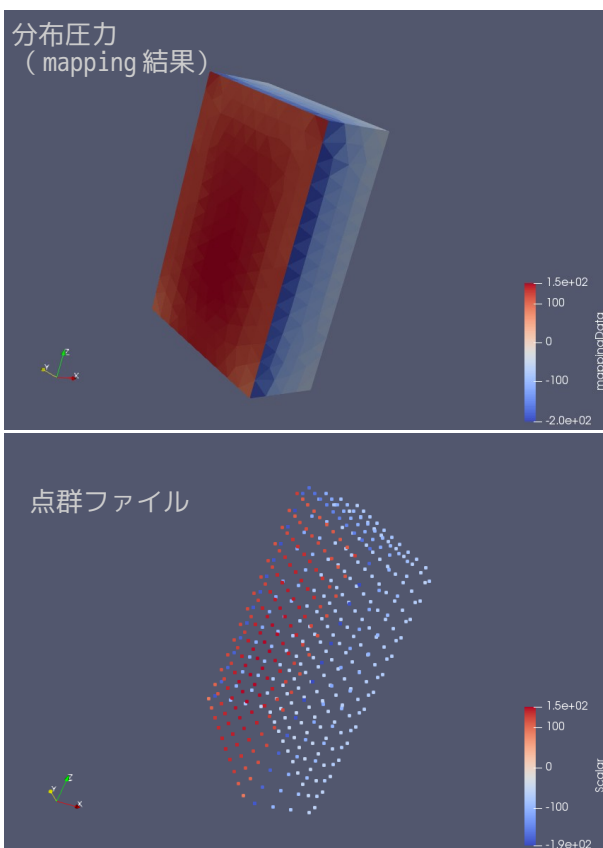 分布圧力
（ mapping 結果）
1.5e+02
100
0
-100
-2.0e+02
mappingData
Z
Y
X
点群ファイル
1.5e+02
100
0
-100
-1.9e+02
Scalar
Z
Y
X